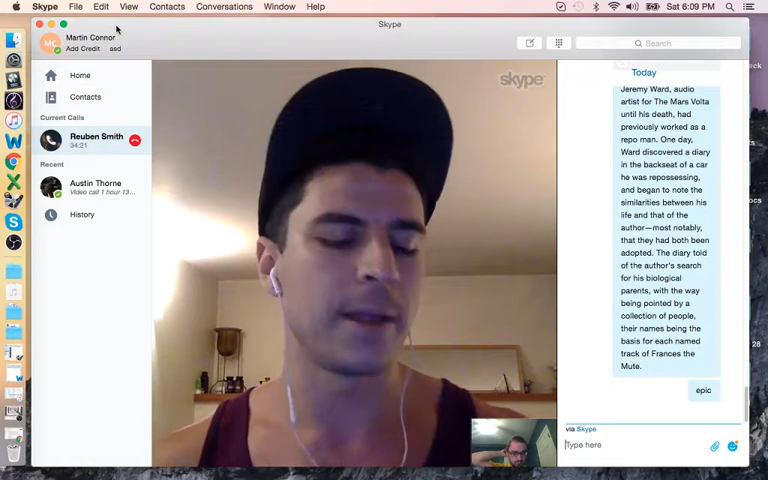 Skype File Edit View Contacts Conversations Window Help
Sat 6:09 PM
Skype
MC
Martin Connor
Add Credit asd
Search
Home
Contacts
Current Calls
Reuben Smith
34:21
Recent
Austin Thorne
Video call 1 hour 13...
History
skype
Today
Jeremy Ward, audio
artist for The Mars Volta
until his death, had
previously worked as a
repo man. One day,
Ward discovered a diary
in the backseat of a car
he was repossessing,
and began to note the
similarities between his
life and that of the
author—most notably,
that they had both been
adopted. The diary told
of the author's search
for his biological
parents, with the way
being pointed by a
collection of people,
their names being the
basis for each named
track of Frances the
Mute.
epic
via Skype
Type here
28